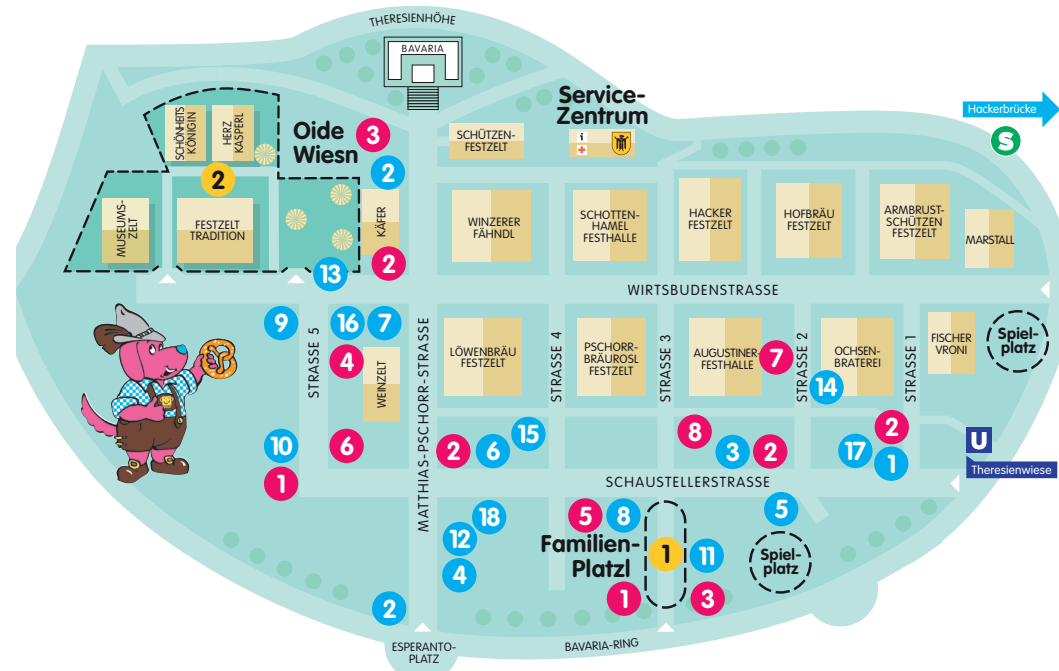 THERESIENHÖHE
BAVARIA
Hackerbrücke
S
Service-
Zentrum
i
SCHÖNHEITS
KÖNIGIN
HERZ
KASPERL
Oide
Wiesn
3
SCHÜTZEN-
FESTZELT
2
2
MUSEUMS-
ZELT
FESTZELT
TRADITION
KÄFER
WINZERER
FÄHNDL
SCHOTTEN-
HAMEL
FESTHALLE
HACKER
FESTZELT
HOFBRÄU
FESTZELT
ARMBRUST-
SCHÜTZEN
FESTZELT
MARSTALL
13
2
WIRTSBUDENSTRASSE
9
16
7
4
STRASSE 5
WEINZELT
MATTHIAS-PSCHORR-STRASSE
LÖWENBRÄU
FESTZELT
STRASSE 4
PSCHORR-
BRÄUROSL
FESTZELT
STRASSE 3
AUGUSTINER-
FESTHALLE
7
STRASSE 2
OCHSEN-
BRATEREI
14
STRASSE 1
FISCHER
VRONI
Spiel-
platz
10
6
2
6
15
8
3
2
17
2
1
U
Theresienwiese
1
SCHAUSTELLERSTRASSE
18
12
4
5
8
5
Familien-
Platzl
1
11
Spiel-
platz
2
1
3
ESPERANTO-
PLATZ
BAVARIA-RING